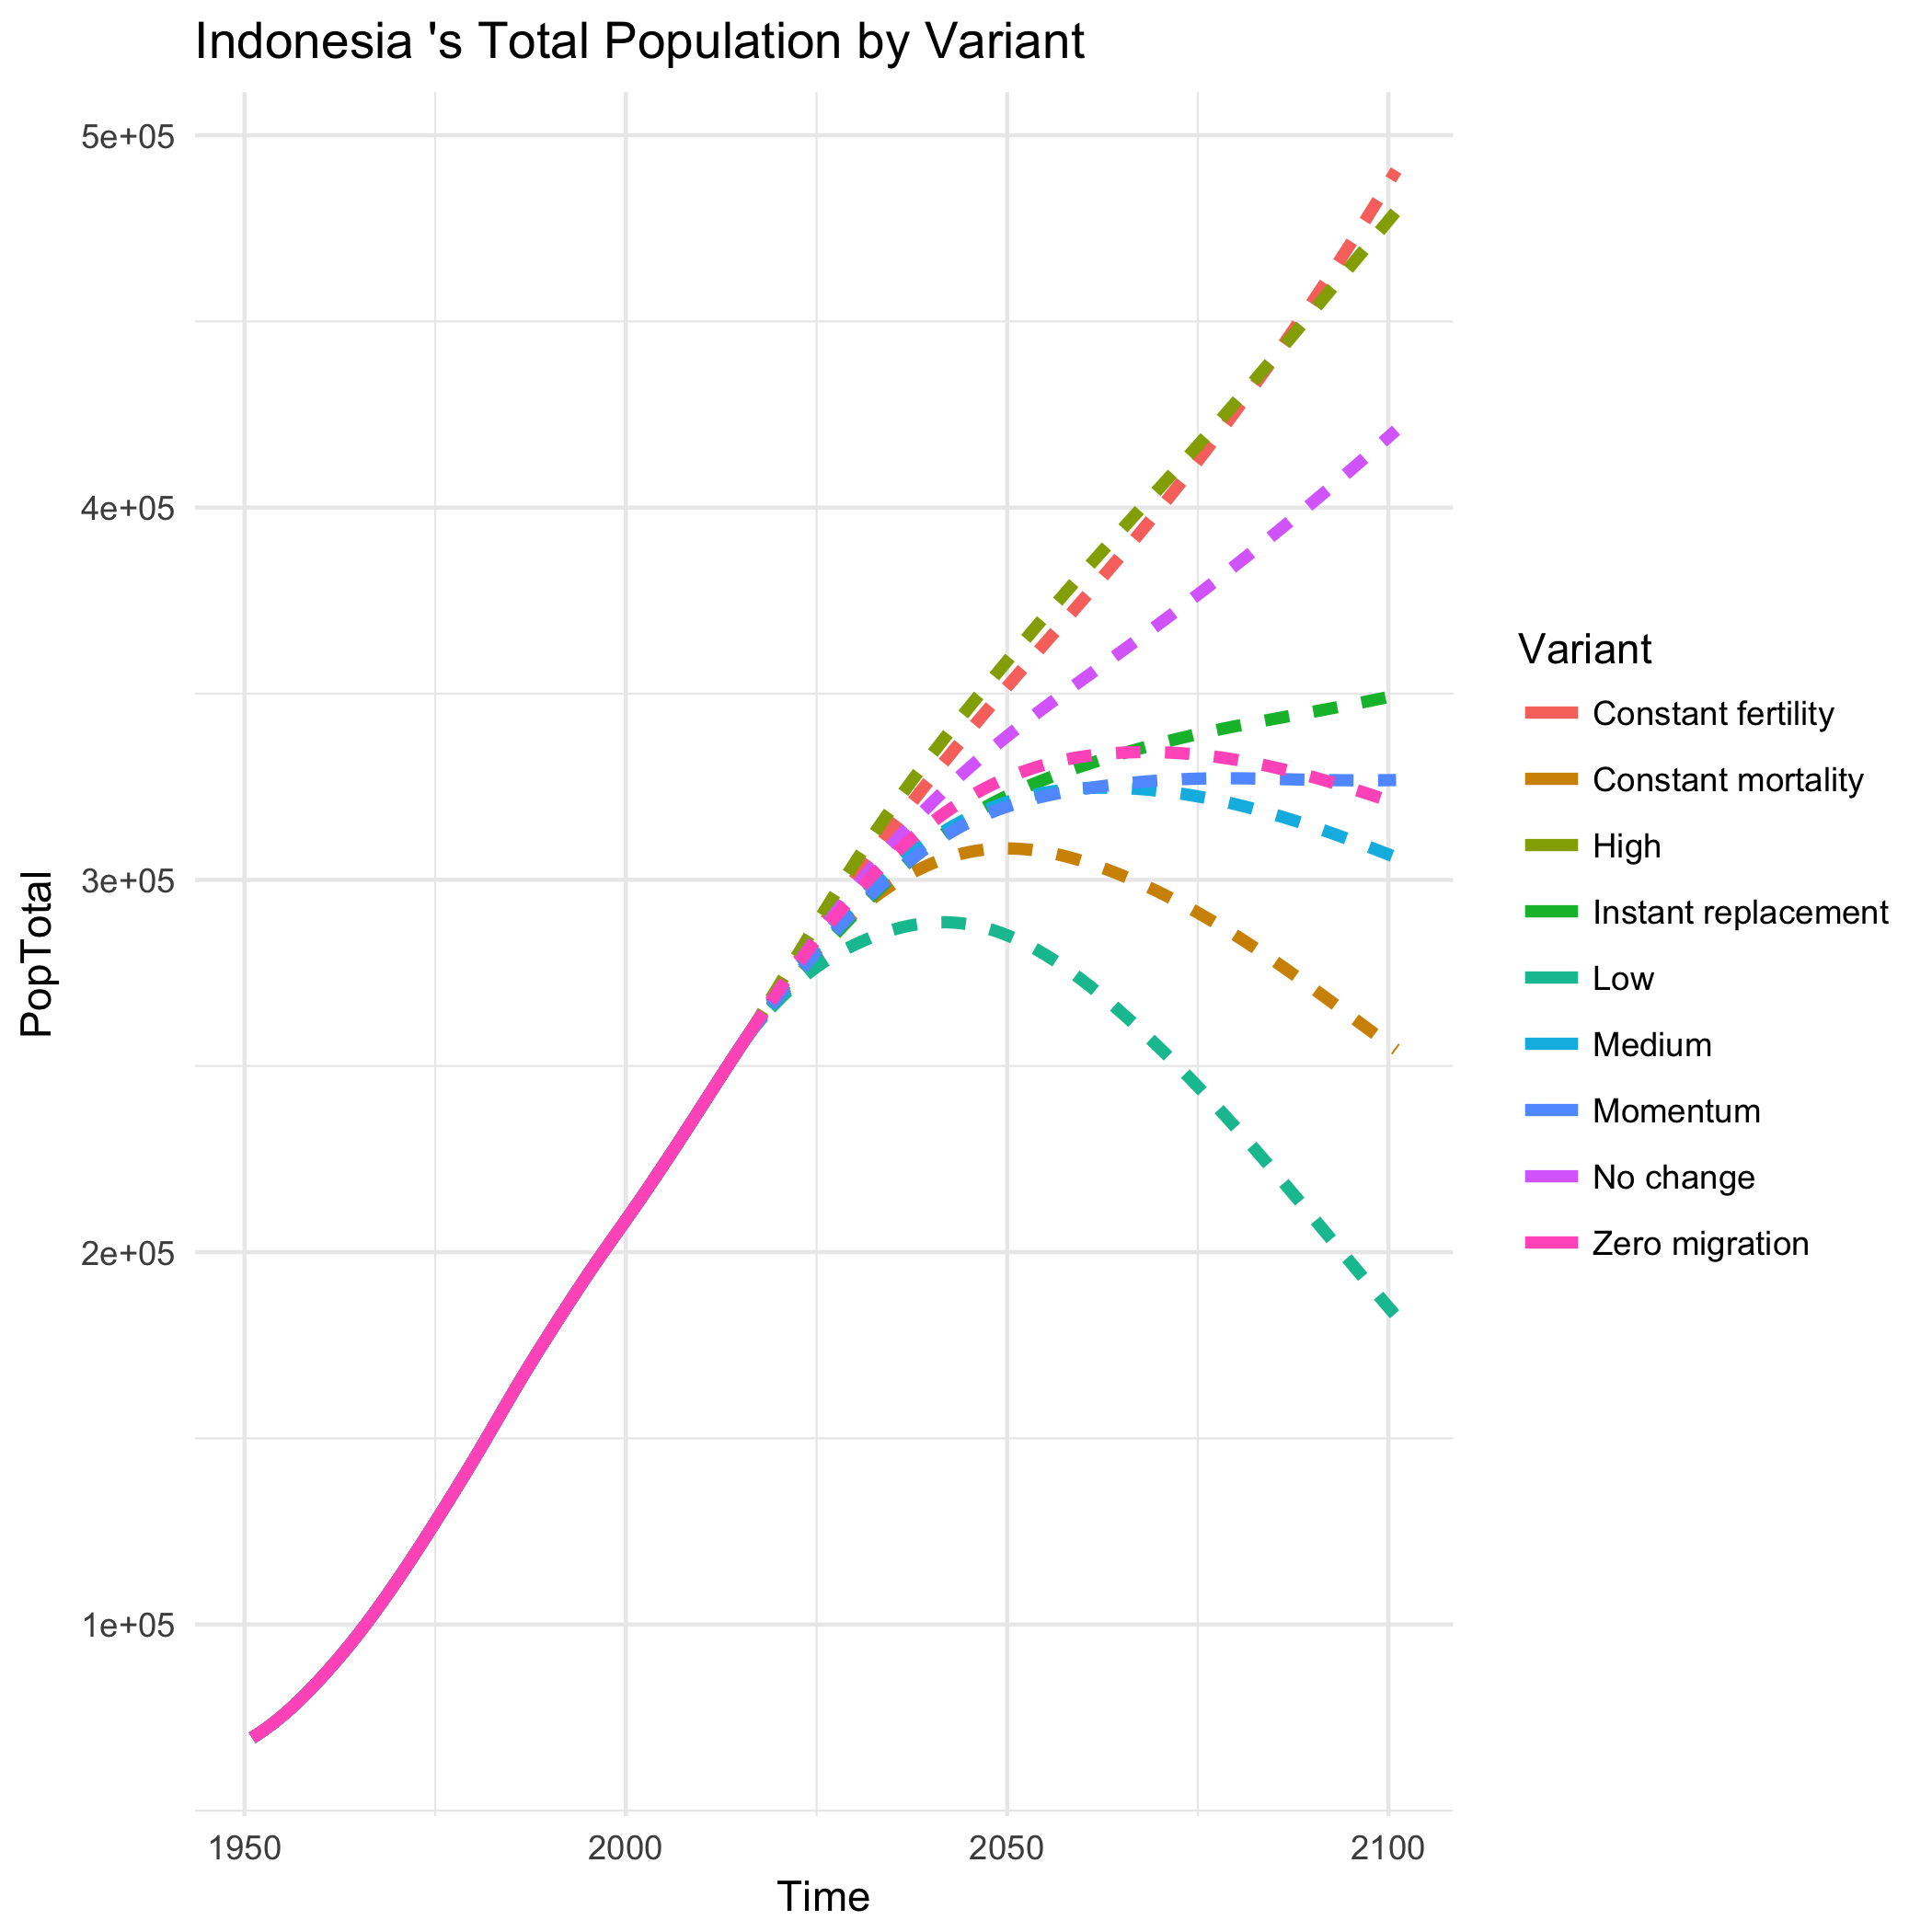 Indonesia 's Total Population by Variant
5e+05
4e+05
3e+05
2e+05
1e+05
PopTotal
1950
2000
2050
2100
Time
Variant
Constant fertility
Constant mortality
High
Instant replacement
Low
Medium
Momentum
No change
Zero migration